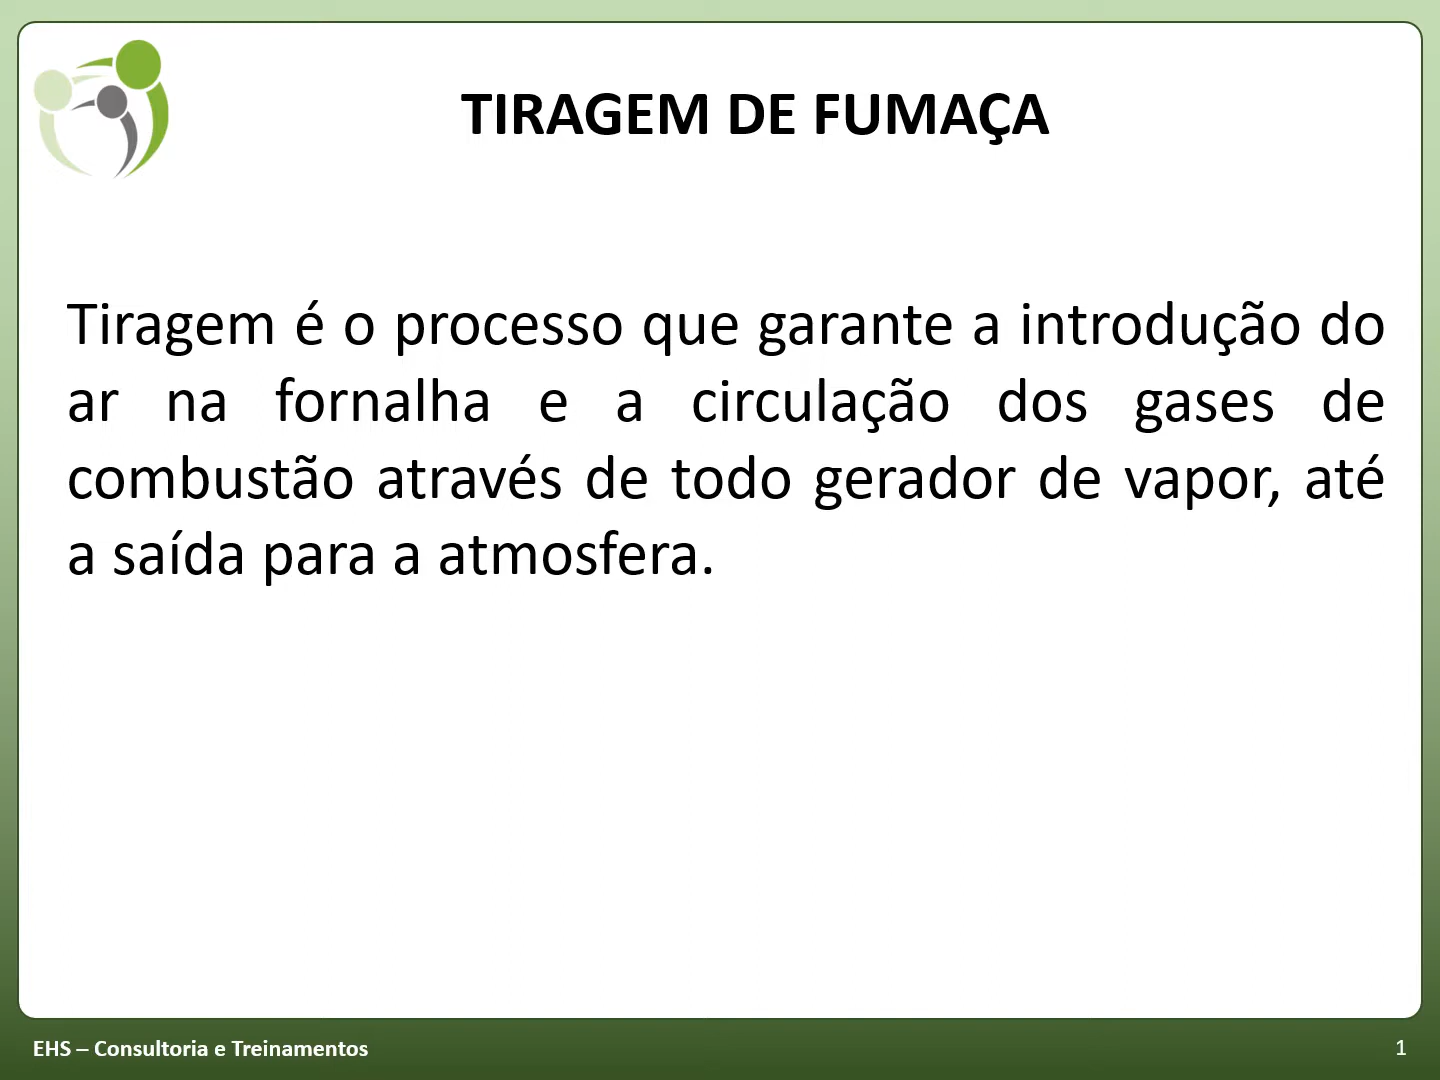 TIRAGEM DE FUMAÇA
Tiragem é o processo que garante a introdução do
ar na fornalha e a circulação dos gases de
combustão através de todo gerador de vapor, até
a saída para a atmosfera.
EHS – Consultoria e Treinamentos
1